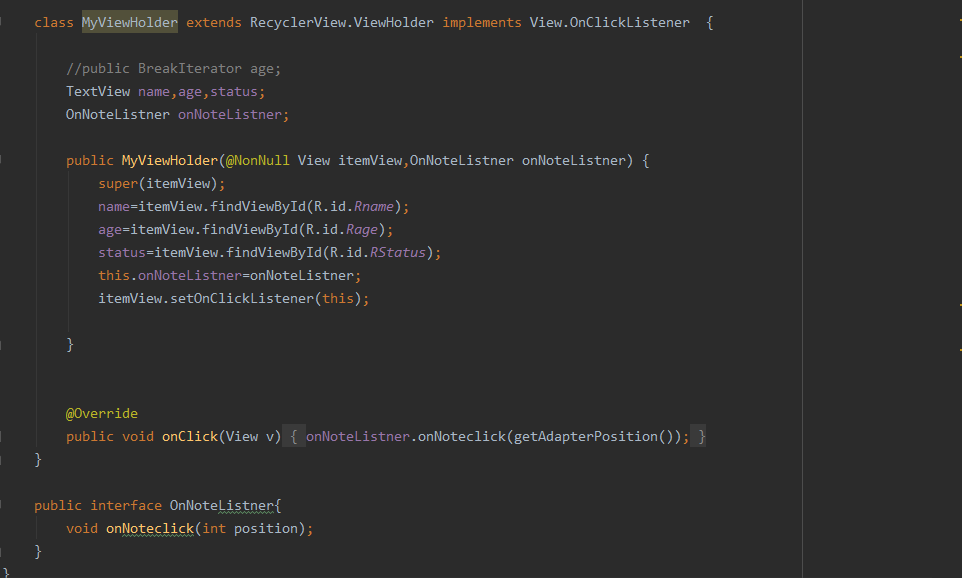 class MyViewHolder extends RecyclerView.ViewHolder implements View.OnClickListener  {
//public BreakIterator age;
TextView name,age,status;
OnNoteListner onNoteListner;
public MyViewHolder(@NonNull View itemView,OnNoteListner onNoteListner) {
super(itemView);
name=itemView.findViewById(R.id.Rname);
age=itemView.findViewById(R.id.Rage);
status=itemView.findViewById(R.id.RStatus);
this.onNoteListner=onNoteListner;
itemView.setOnClickListener(this);
}
@Override
public void onClick(View v) { onNoteListner.onNoteclick(getAdapterPosition()); }
}
public interface OnNoteListner{
void onNoteclick(int position);
}
}